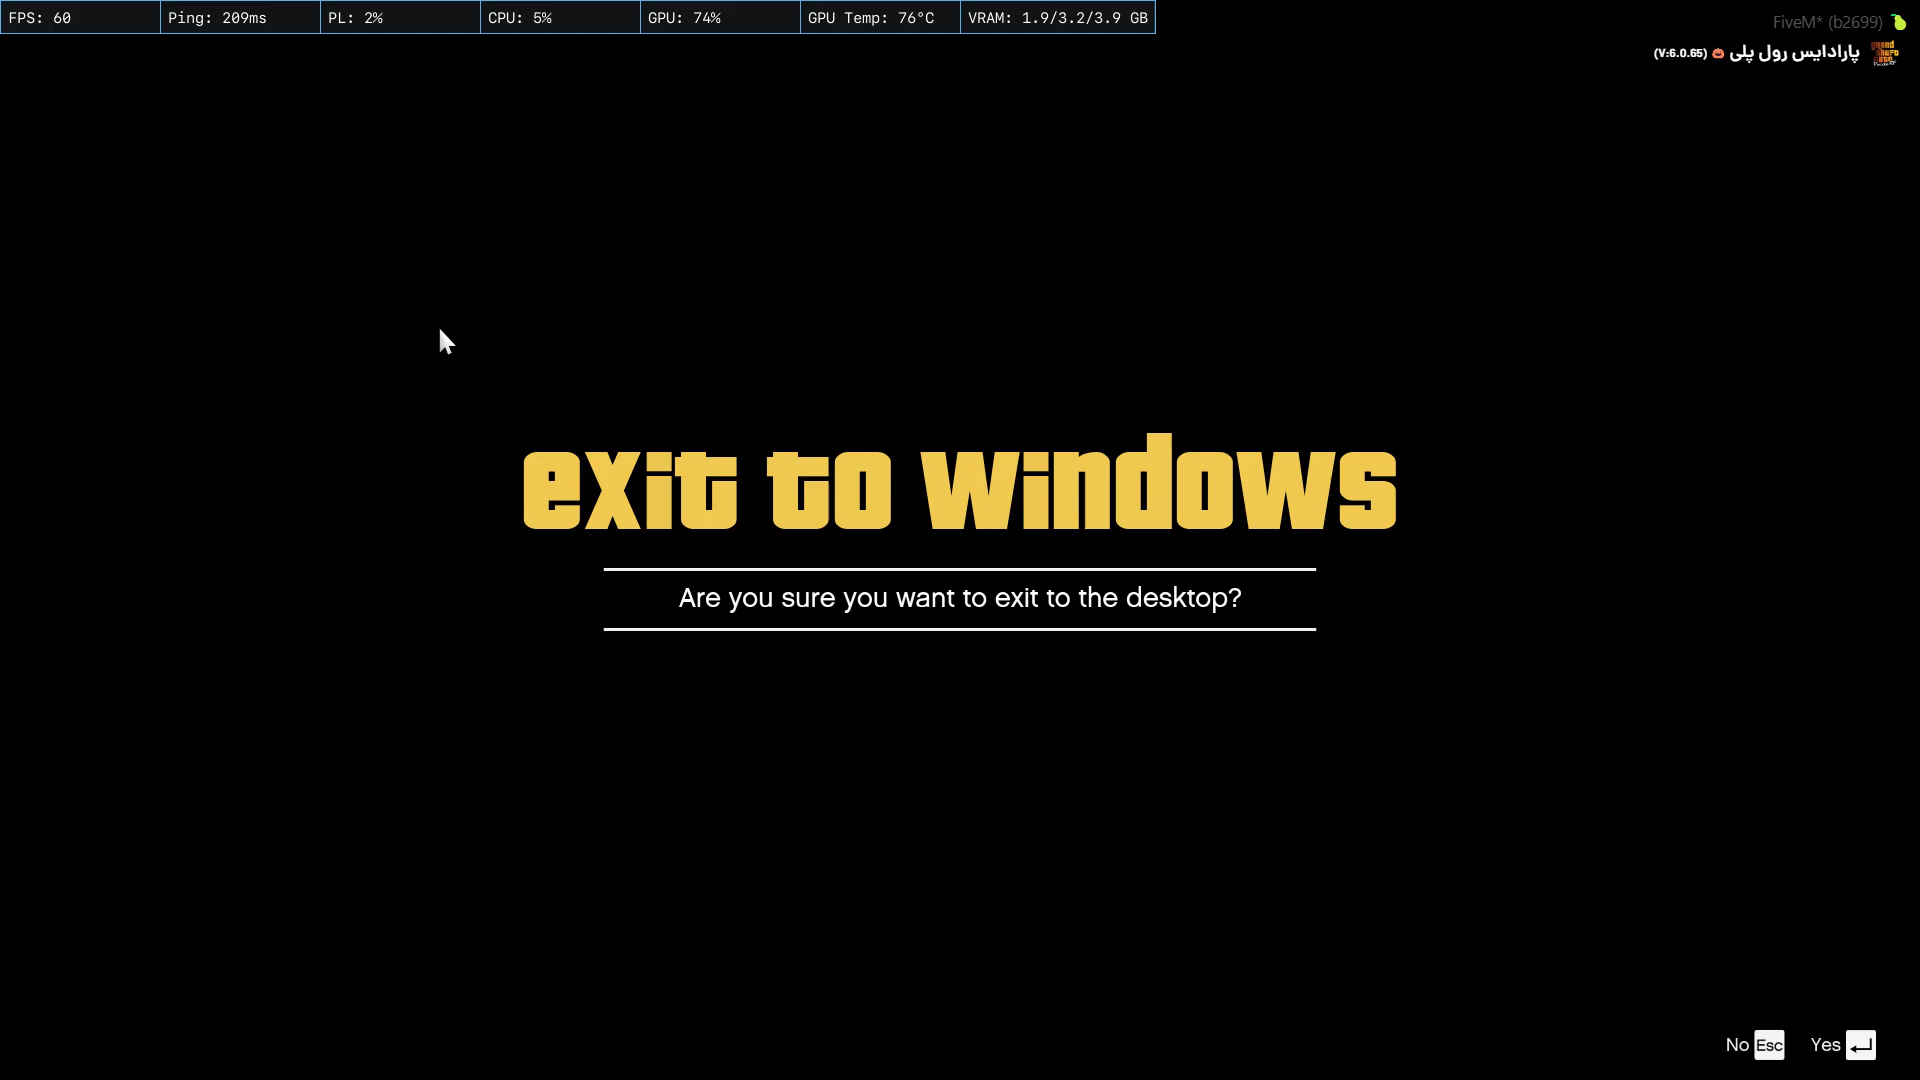 FPS: 60 Ping: 209ms PL: 2% CPU: 5% GPU: 74% GPU Temp: 76°C VRAM: 1.9/3.2/3.9 GB
FiveM* (b2699)
پارادایس رول پلی 🎃 (V:6.0.65)
exit to windows
Are you sure you want to exit to the desktop?
No Esc Yes